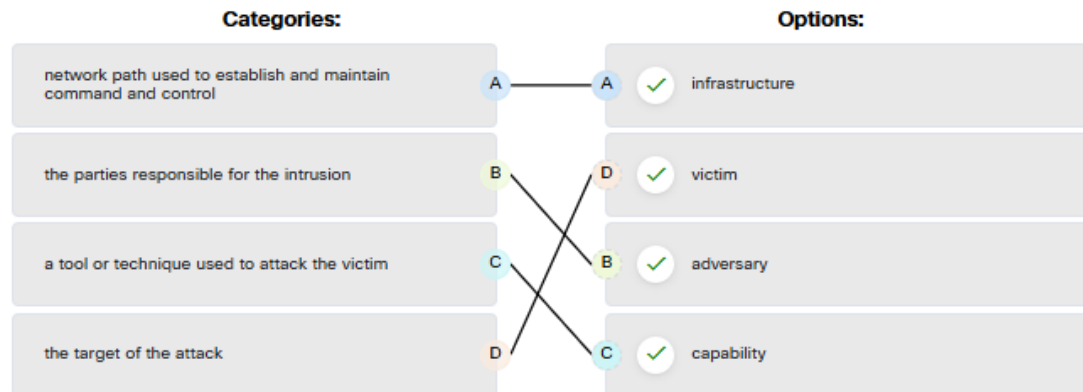 Categories:
Options:
network path used to establish and maintain
command and control
A
A
infrastructure
the parties responsible for the intrusion
B
D
victim
a tool or technique used to attack the victim
C
B
adversary
the target of the attack
D
C
capability